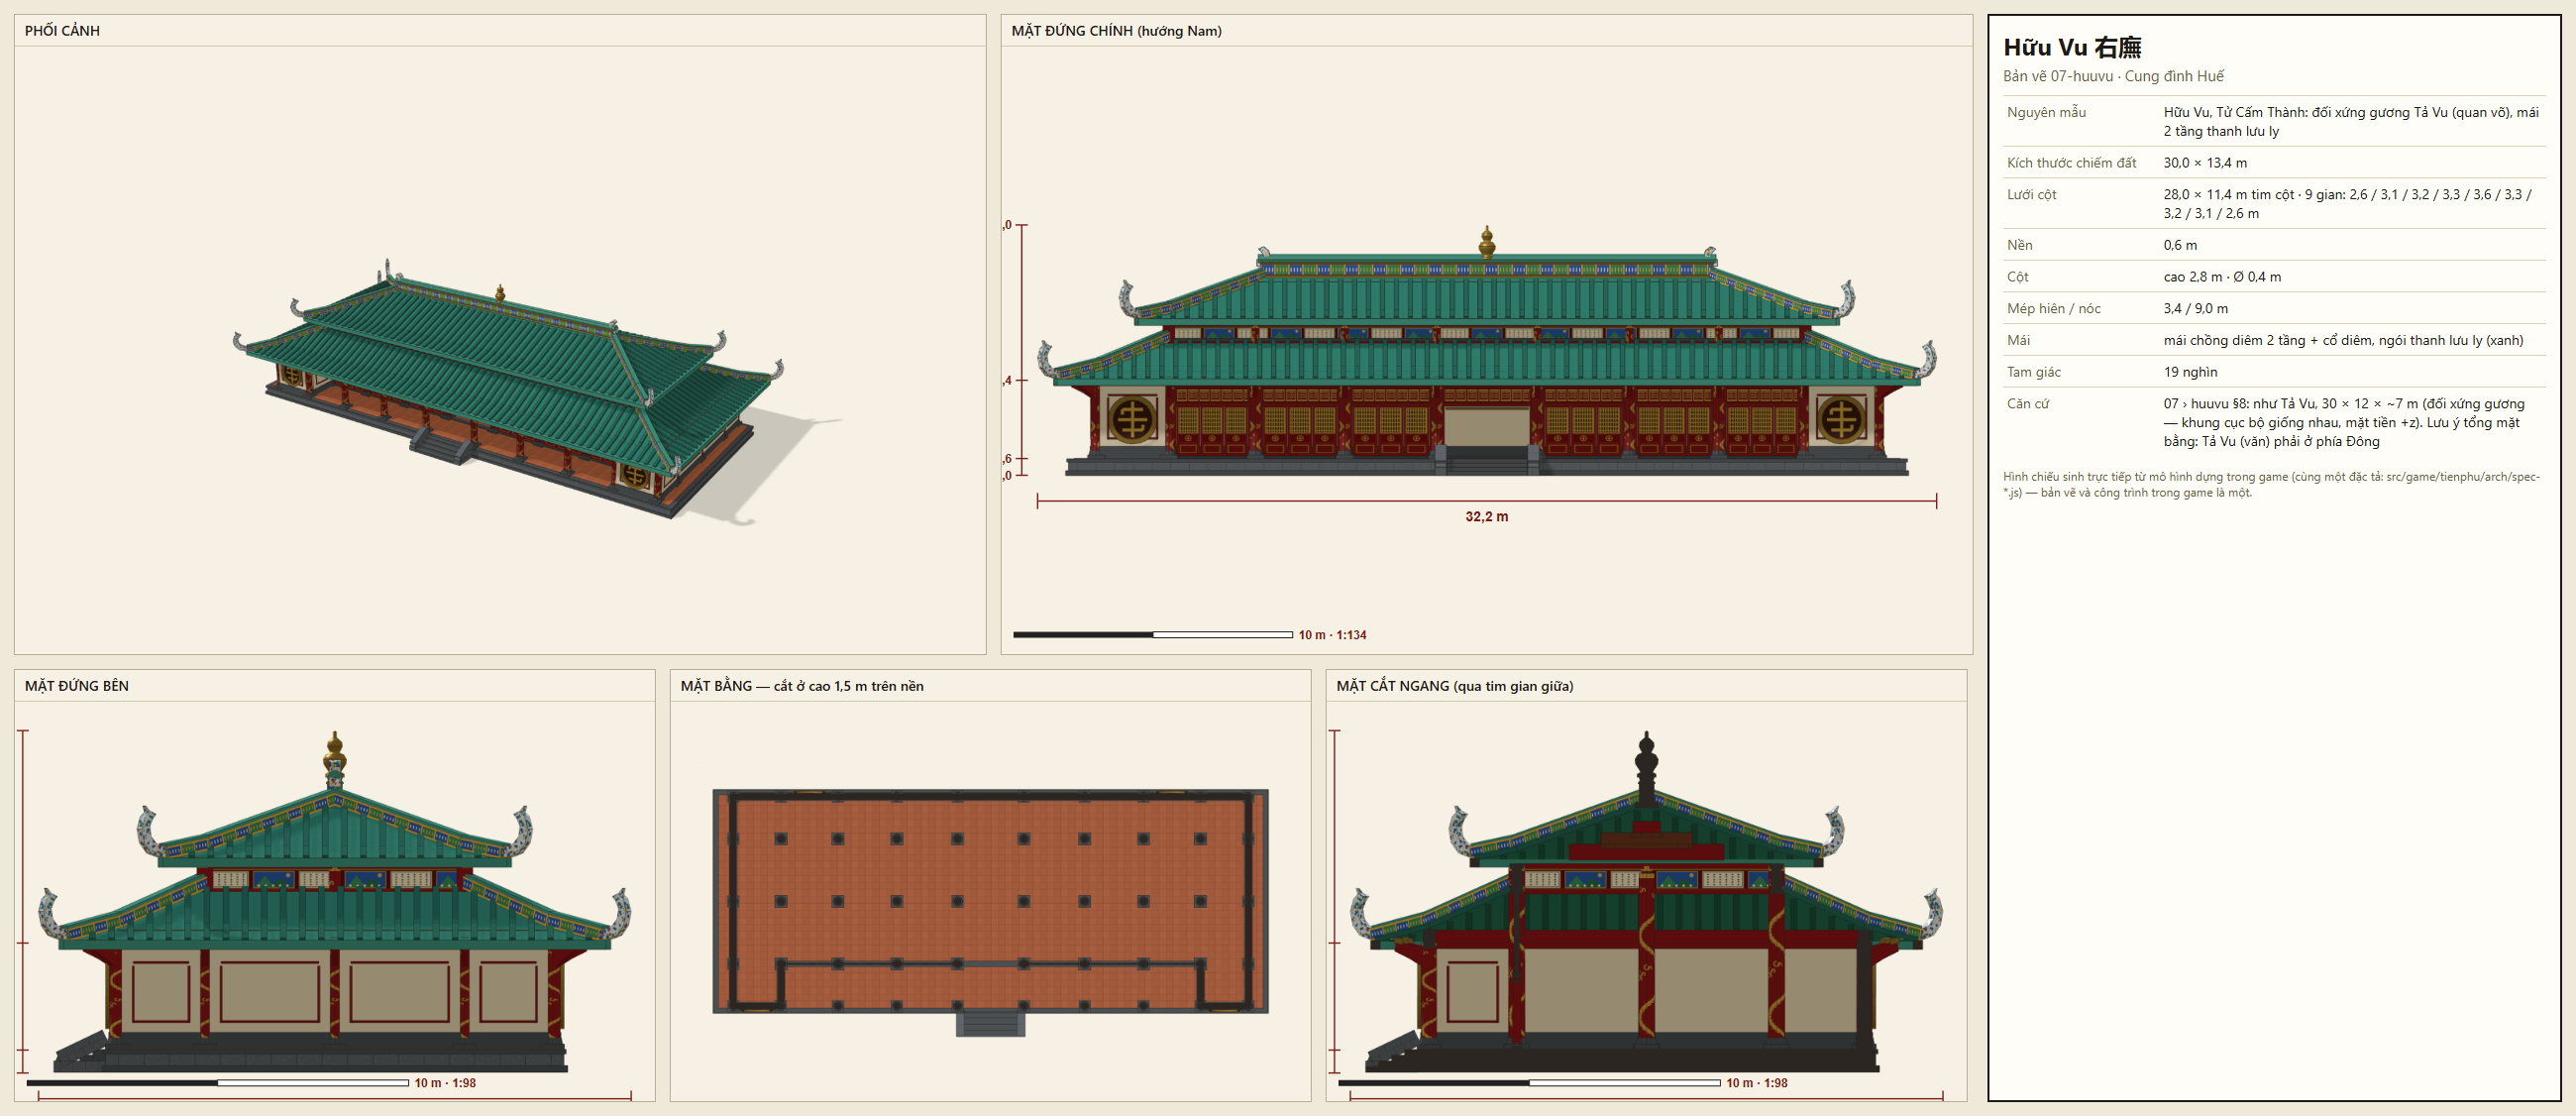 PHỐI CẢNH
MẶT ĐỨNG CHÍNH (hướng Nam)
,0
,4
,6
,0
32,2 m
10 m · 1:134
MẶT ĐỨNG BÊN
10 m · 1:98
MẶT BẰNG — cắt ở cao 1,5 m trên nền
MẶT CẮT NGANG (qua tim gian giữa)
10 m · 1:98
Hữu Vu 右廡
Bản vẽ 07-huuvu · Cung đình Huế
Nguyên mẫu
Hữu Vu, Tử Cấm Thành: đối xứng gương Tả Vu (quan võ), mái
2 tầng thanh lưu ly
Kích thước chiếm đất
30,0 × 13,4 m
Lưới cột
28,0 × 11,4 m tim cột · 9 gian: 2,6 / 3,1 / 3,2 / 3,3 / 3,6 / 3,3 /
3,2 / 3,1 / 2,6 m
Nền
0,6 m
Cột
cao 2,8 m · Ø 0,4 m
Mép hiên / nóc
3,4 / 9,0 m
Mái
mái chồng diêm 2 tầng + cổ diêm, ngói thanh lưu ly (xanh)
Tam giác
19 nghìn
Căn cứ
07 › huuvu §8: như Tả Vu, 30 × 12 × ~7 m (đối xứng gương
— khung cục bộ giống nhau, mặt tiền +z). Lưu ý tổng mặt
bằng: Tả Vu (văn) phải ở phía Đông
Hình chiếu sinh trực tiếp từ mô hình dựng trong game (cùng một đặc tả: src/game/tienphu/arch/spec-
*.js) — bản vẽ và công trình trong game là một.